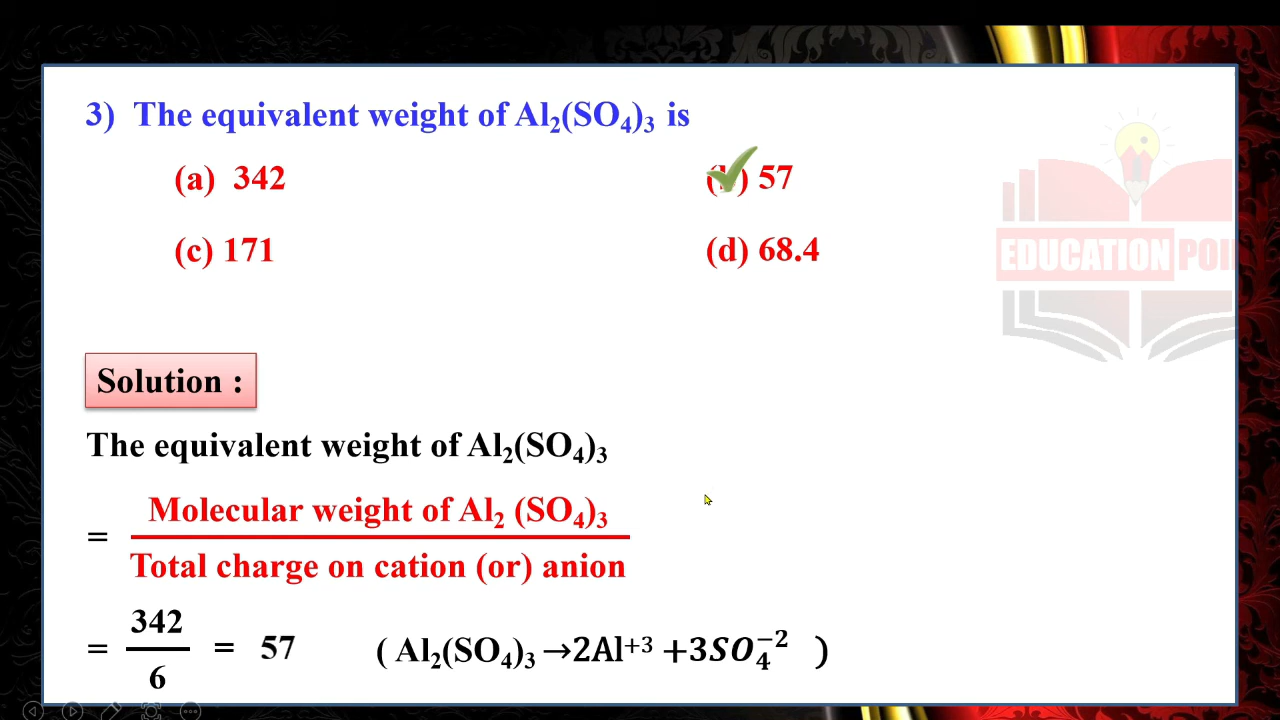 3) The equivalent weight of Al₂(SO₄)₃ is
(a) 342
(b) 57
(c) 171
(d) 68.4
EDUCATION POIN
Solution :
The equivalent weight of Al₂(SO₄)₃
= Molecular weight of Al₂ (SO₄)₃
Total charge on cation (or) anion
= 342 / 6 = 57 ( Al₂(SO₄)₃ →2Al⁺³ +3SO₄⁻² )